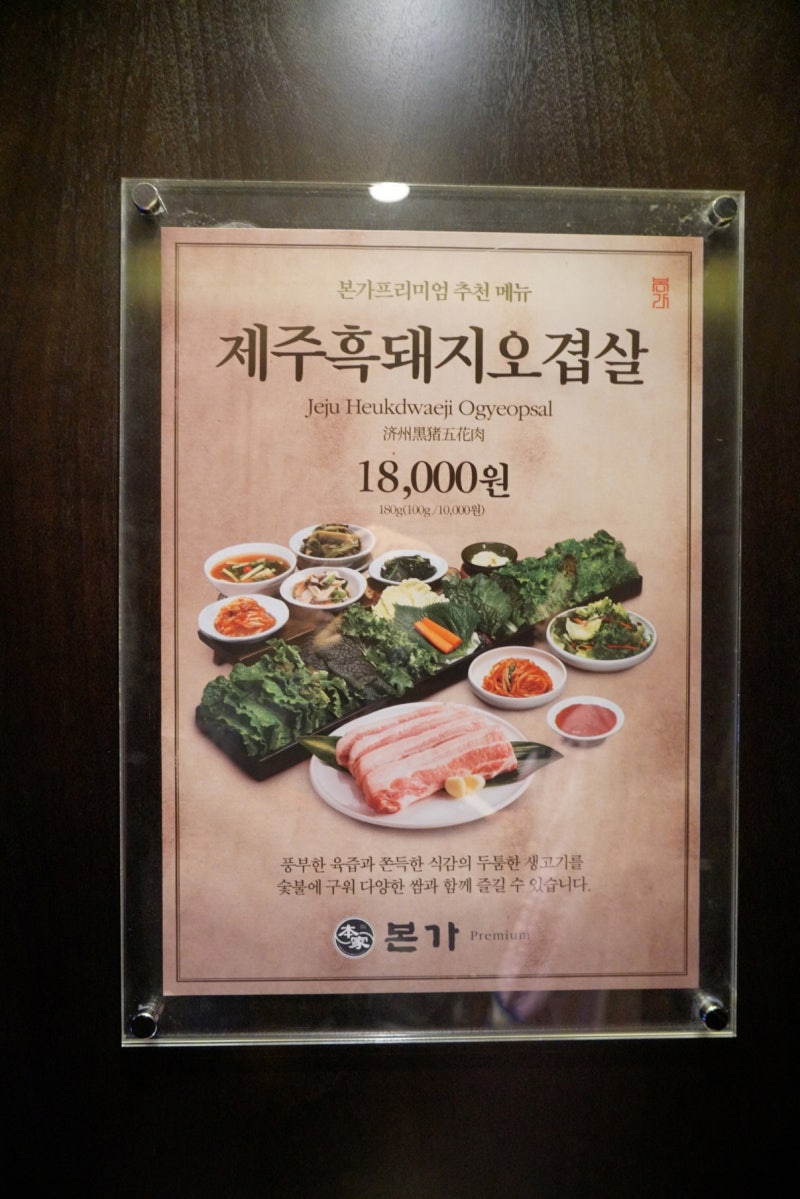 본가프리미엄 추천 메뉴
본가
제주흑돼지오겹살
Jeju Heukdwaeji Ogyeopsal
济州黑猪五花肉
18,000원
180g(100g/10,000원)
풍부한 육즙과 쫀득한 식감의 두툼한 생고기를
숯불에 구워 다양한 쌈과 함께 즐길 수 있습니다.
本家 본가 Premium